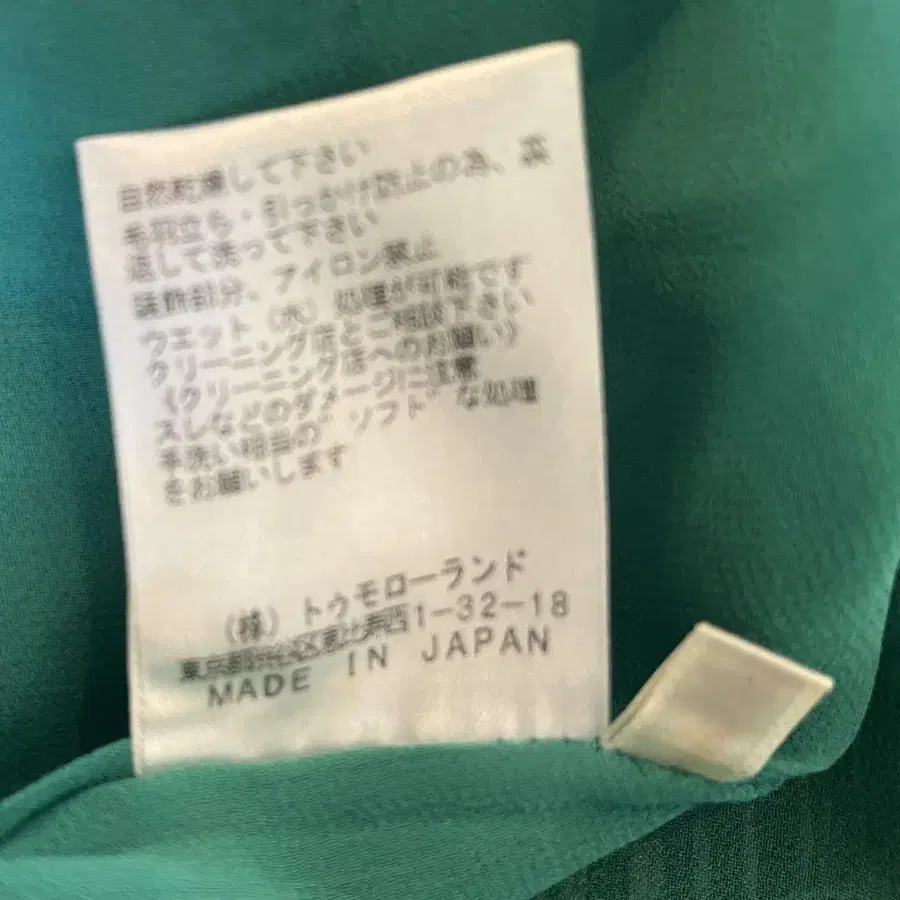 自然乾燥して下さい
毛羽立ち・引っかけ防止の為、裏
返して洗って下さい
装飾部分、アイロン禁止
ウエット(水)処理が可能です
クリーニング店とご相談下さい
(クリーニング店へのお願い)
スレなどのダメージに注意
手洗い相当の"ソフト"な処理
をお願いします
(株)トゥモローランド
東京都渋谷区恵比寿西1-32-18
MADE IN JAPAN